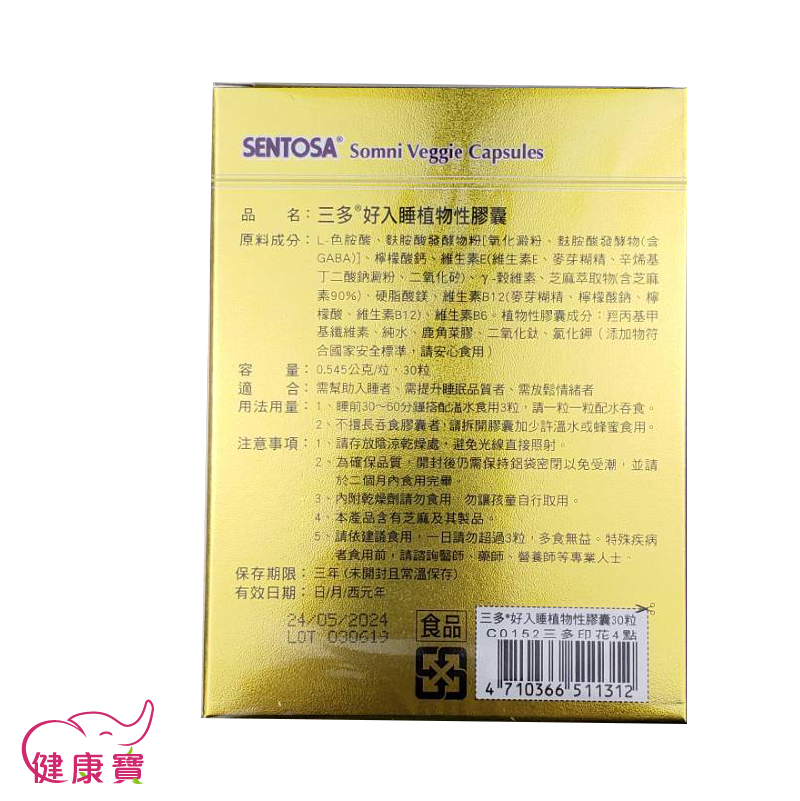 SENTOSA® Somni Veggie Capsules
品 名：三多®好入睡植物性膠囊
原料成分：L-色胺酸、麩胺酸發酵物粉[氧化澱粉、麩胺酸發酵物(含
GABA)]、檸檬酸鈣、維生素E(維生素E、麥芽糊精、辛烯基
丁二酸鈉澱粉、二氧化矽)、γ-穀維素、芝麻萃取物(含芝麻
素90%)、硬脂酸鎂、維生素B12(麥芽糊精、檸檬酸鈉、檸
檬酸、維生素B12)、維生素B6。植物性膠囊成分：羥丙基甲
基纖維素、純水、鹿角菜膠、二氧化鈦、氯化鉀（添加物符
合國家安全標準，請安心食用）
容 量：0.545公克/粒，30粒
適 合：需幫助入睡者、需提升睡眠品質者、需放鬆情緒者
用法用量：1、睡前30～60分鐘搭配溫水食用3粒，請一粒一粒配水吞食。
2、不擅長吞食膠囊者，請拆開膠囊加少許溫水或蜂蜜食用。
注意事項：1、請存放陰涼乾燥處，避免光線直接照射。
2、為確保品質，開封後仍需保持鋁袋密閉以免受潮，並請
於二個月內食用完畢。
3、內附乾燥劑請勿食用，勿讓孩童自行取用。
4、本產品含有芝麻及其製品。
5、請依建議食用，一日請勿超過3粒，多食無益。特殊疾病
者食用前，請諮詢醫師、藥師、營養師等專業人士。
保存期限：三年(未開封且常溫保存)
有效日期：日/月/西元年
24/05/2024
LOT 090619
食品
三多®好入睡植物性膠囊30粒
C0152三多印花4點
4 710366 511312
健康寶